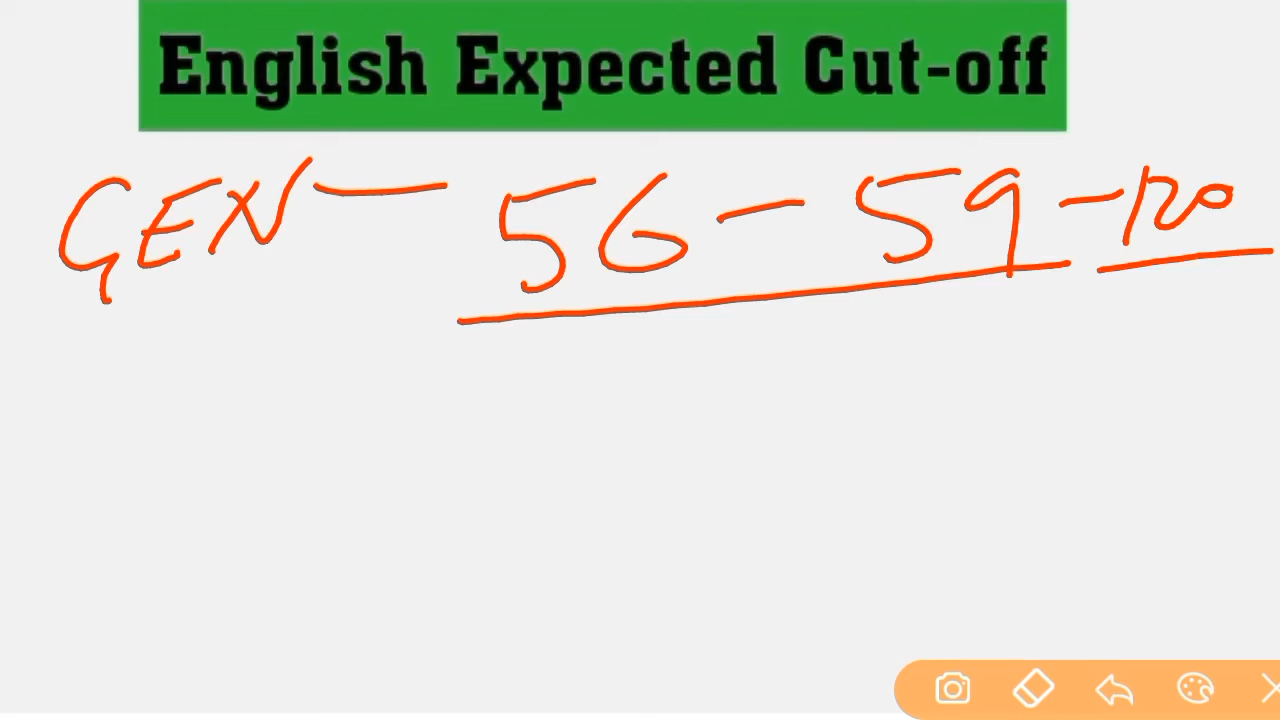 English Expected Cut-off
GEN — 56 - 59 - 120